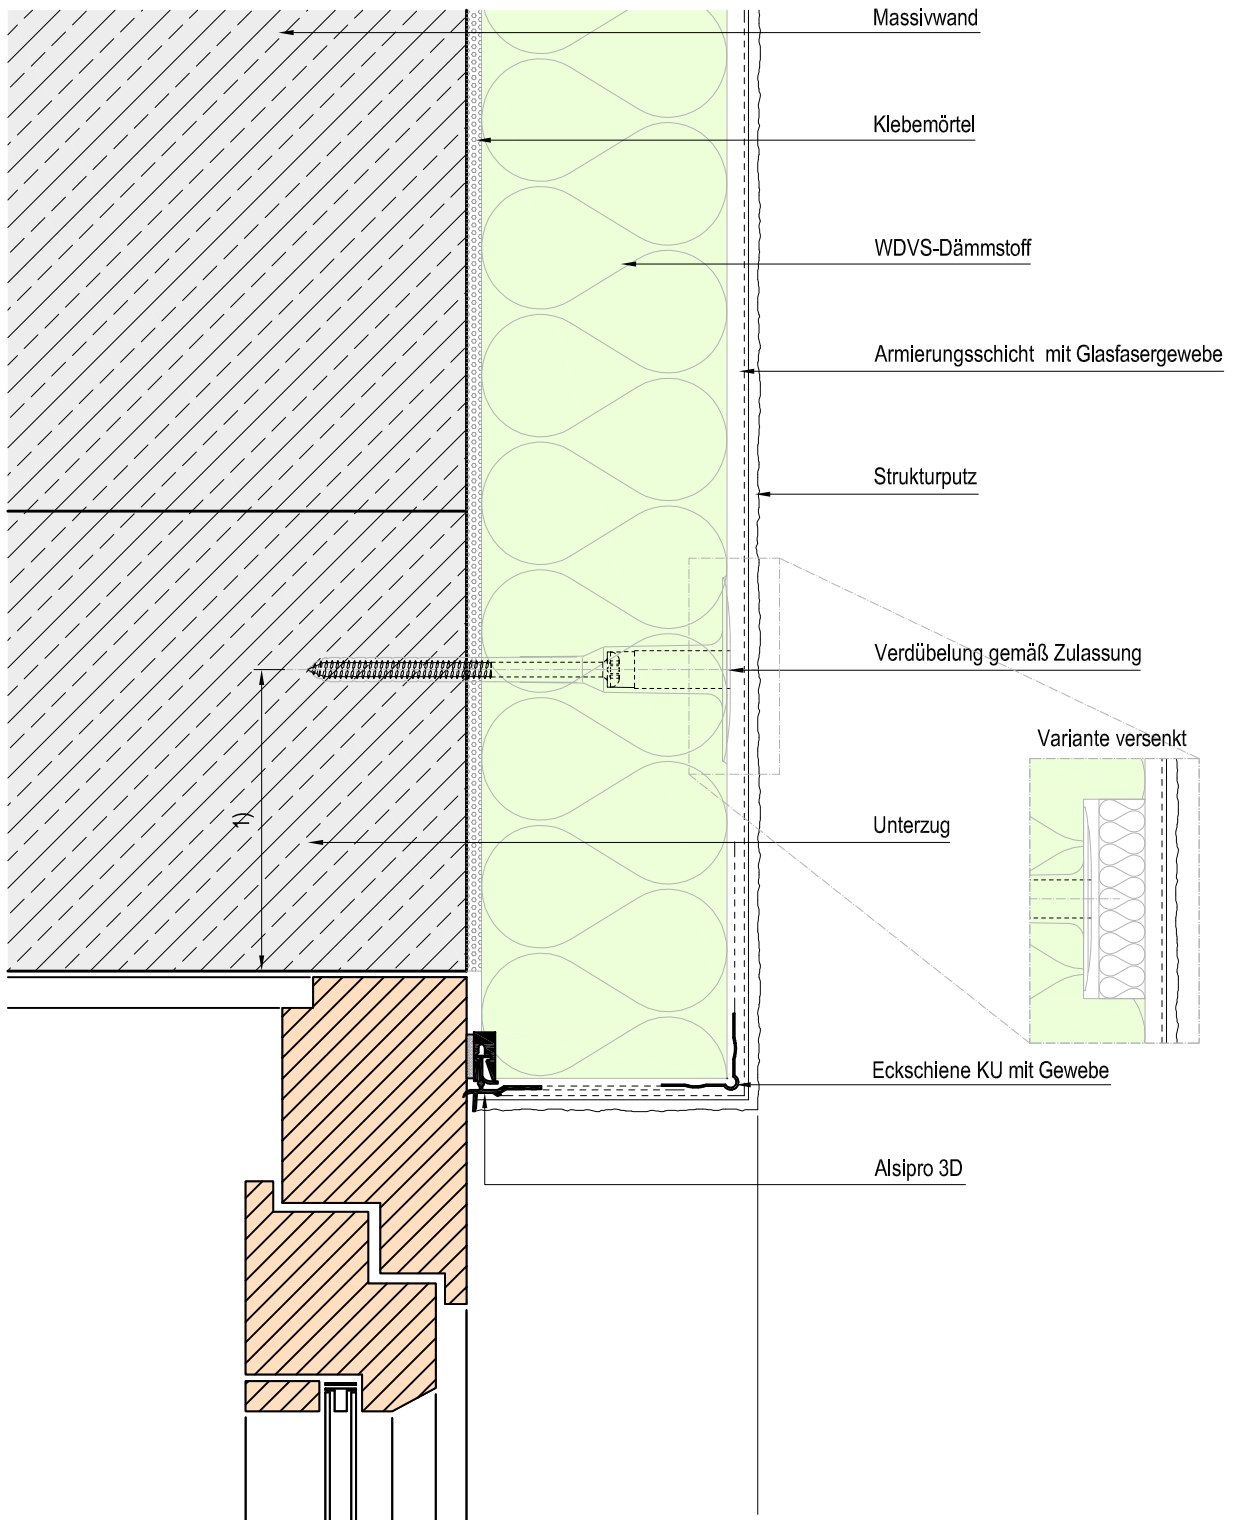 Massivwand
Klebemörtel
WDVS-Dämmstoff
Armierungsschicht mit Glasfasergewebe
Strukturputz
Verdübelung gemäß Zulassung
Variante versenkt
1)
Unterzug
Eckschiene KU mit Gewebe
Alsipro 3D